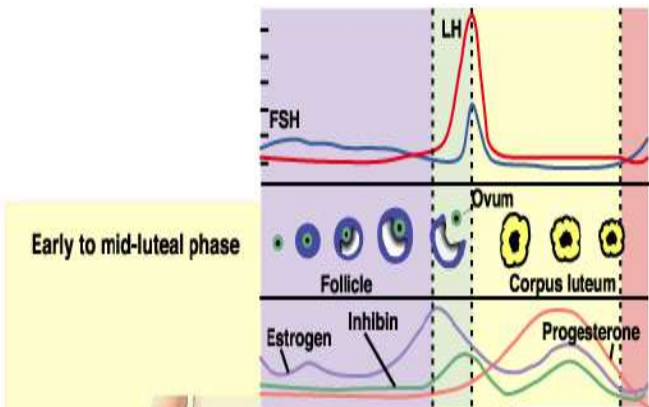 LH
FSH
Early to mid-luteal phase
Ovum
Follicle
Corpus luteum
Estrogen
Inhibin
Progesterone